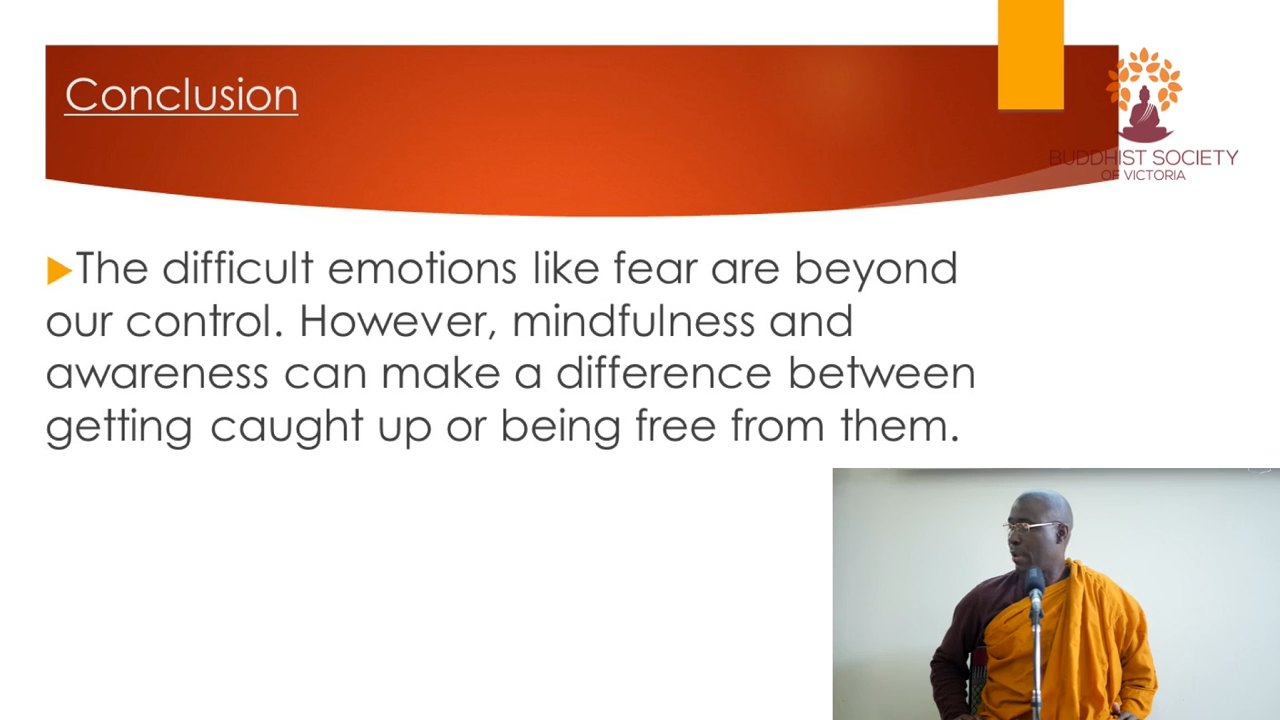 Conclusion
BUDDHIST SOCIETY
OF VICTORIA
The difficult emotions like fear are beyond
our control. However, mindfulness and
awareness can make a difference between
getting caught up or being free from them.